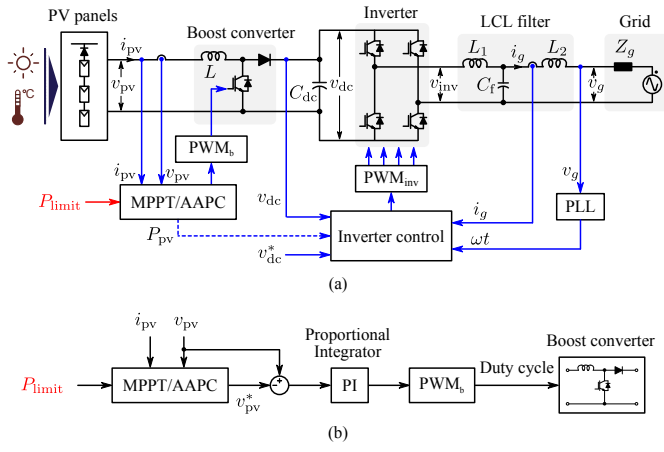 PV panels
Boost converter
Inverter
LCL filter
Grid
i_pv
L
v_pv
C_dc
v_dc
v_inv
L_1
i_g
L_2
C_f
v_g
Z_g
°C
PWM_b
PWM_inv
i_pv
v_pv
v_g
P_limit
MPPT/AAPC
v_dc
i_g
PLL
P_pv
Inverter control
ωt
v*_dc
(a)
i_pv
v_pv
Proportional
Integrator
Boost converter
P_limit
MPPT/AAPC
v*_pv
- +
PI
PWM_b
Duty cycle
(b)